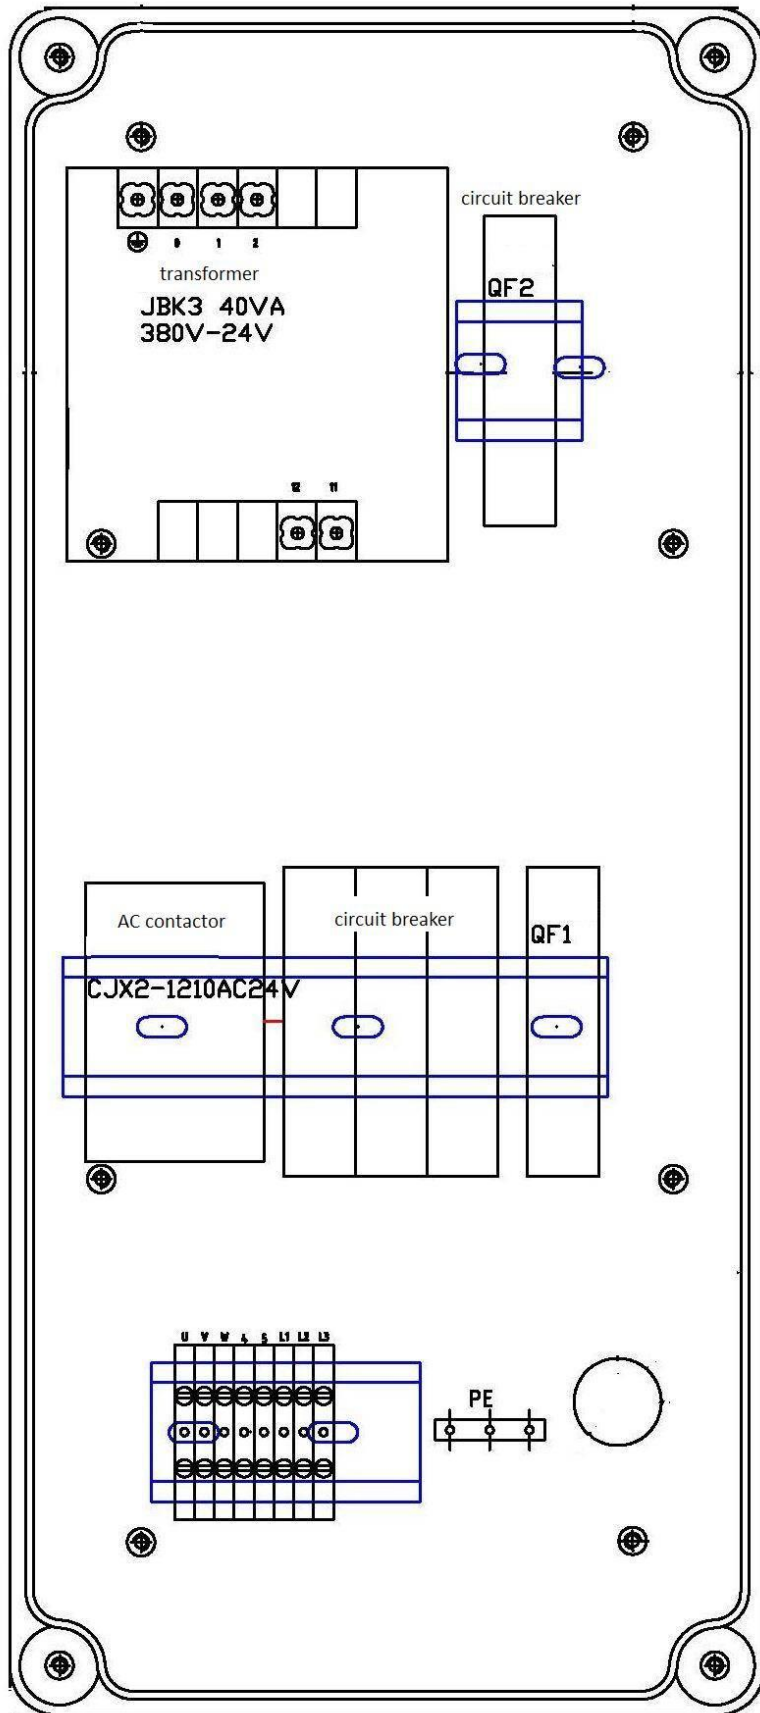 circuit breaker
QF2
0 1 2
transformer
JBK3 40VA
380V-24V
12 11
AC contactor
circuit breaker
QF1
CJX2-1210AC24V
U V W 4 5 L1 L2 L3
PE